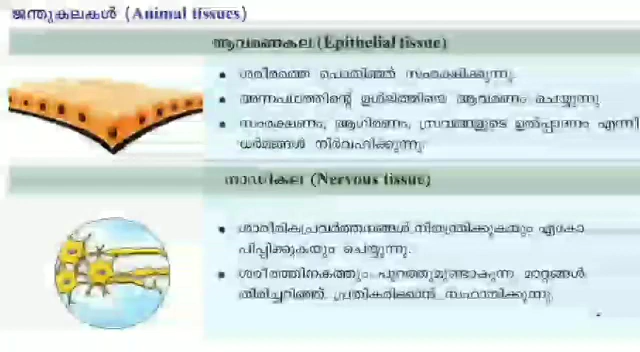 ജന്തുകലകൾ (Animal tissues)
ആവരണകല (Epithelial tissue)
• ശരീരത്തെ പൊതിഞ്ഞ് സംരക്ഷിക്കുന്നു.
• അന്നപഥത്തിന്റെ ഉൾഭിത്തിയെ ആവരണം ചെയ്യുന്നു
• സംരക്ഷണം, ആഗിരണം, സ്രവങ്ങളുടെ ഉൽപ്പാദനം എന്നീ
ധർമങ്ങൾ നിർവഹിക്കുന്നു.
നാഡീകല (Nervous tissue)
• ശാരീരികപ്രവർത്തനങ്ങൾ നിയന്ത്രിക്കുകയും ഏകോ
പിപ്പിക്കുകയും ചെയ്യുന്നു.
• ശരീരത്തിനകത്തും പുറത്തുമുണ്ടാകുന്ന മാറ്റങ്ങൾ
തിരിച്ചറിഞ്ഞ് പ്രതികരിക്കാൻ സഹായിക്കുന്നു.